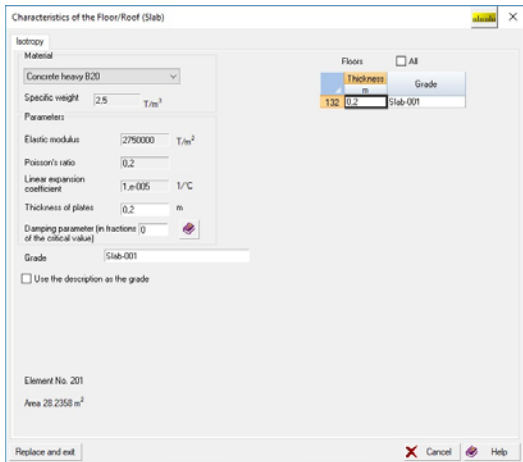 Characteristics of the Floor/Roof (Slab)
Isotropy
Material
Concrete heavy B20
Specific weight 2,5 T/m³
Parameters
Elastic modulus 2750000 T/m²
Poisson's ratio 0,2
Linear expansion
coefficient 1,e-005 1/°C
Thickness of plates 0,2 m
Damping parameter (in fractions
of the critical value) 0
Grade Slab-001
Use the description as the grade
Element No. 201
Area 28.2358 m²
Floors All
Thickness
m
Grade
132 0,2 Slab-001
Replace and exit
Cancel
Help